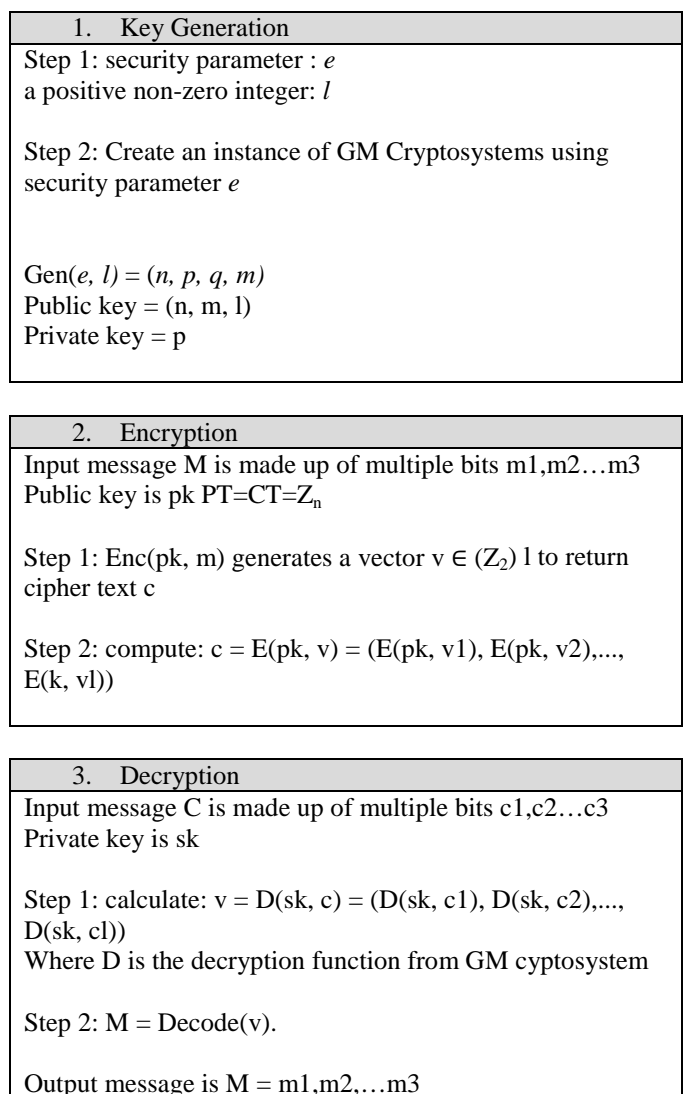 1. Key Generation
Step 1: security parameter : e
a positive non-zero integer: l
Step 2: Create an instance of GM Cryptosystems using
security parameter e
Gen(e, l) = (n, p, q, m)
Public key = (n, m, l)
Private key = p
2. Encryption
Input message M is made up of multiple bits m1,m2…m3
Public key is pk PT=CT=Zₙ
Step 1: Enc(pk, m) generates a vector v ∈ (Z₂) l to return
cipher text c
Step 2: compute: c = E(pk, v) = (E(pk, v1), E(pk, v2),...,
E(k, vl))
3. Decryption
Input message C is made up of multiple bits c1,c2…c3
Private key is sk
Step 1: calculate: v = D(sk, c) = (D(sk, c1), D(sk, c2),...,
D(sk, cl))
Where D is the decryption function from GM cyptosystem
Step 2: M = Decode(v).
Output message is M = m1,m2,…m3